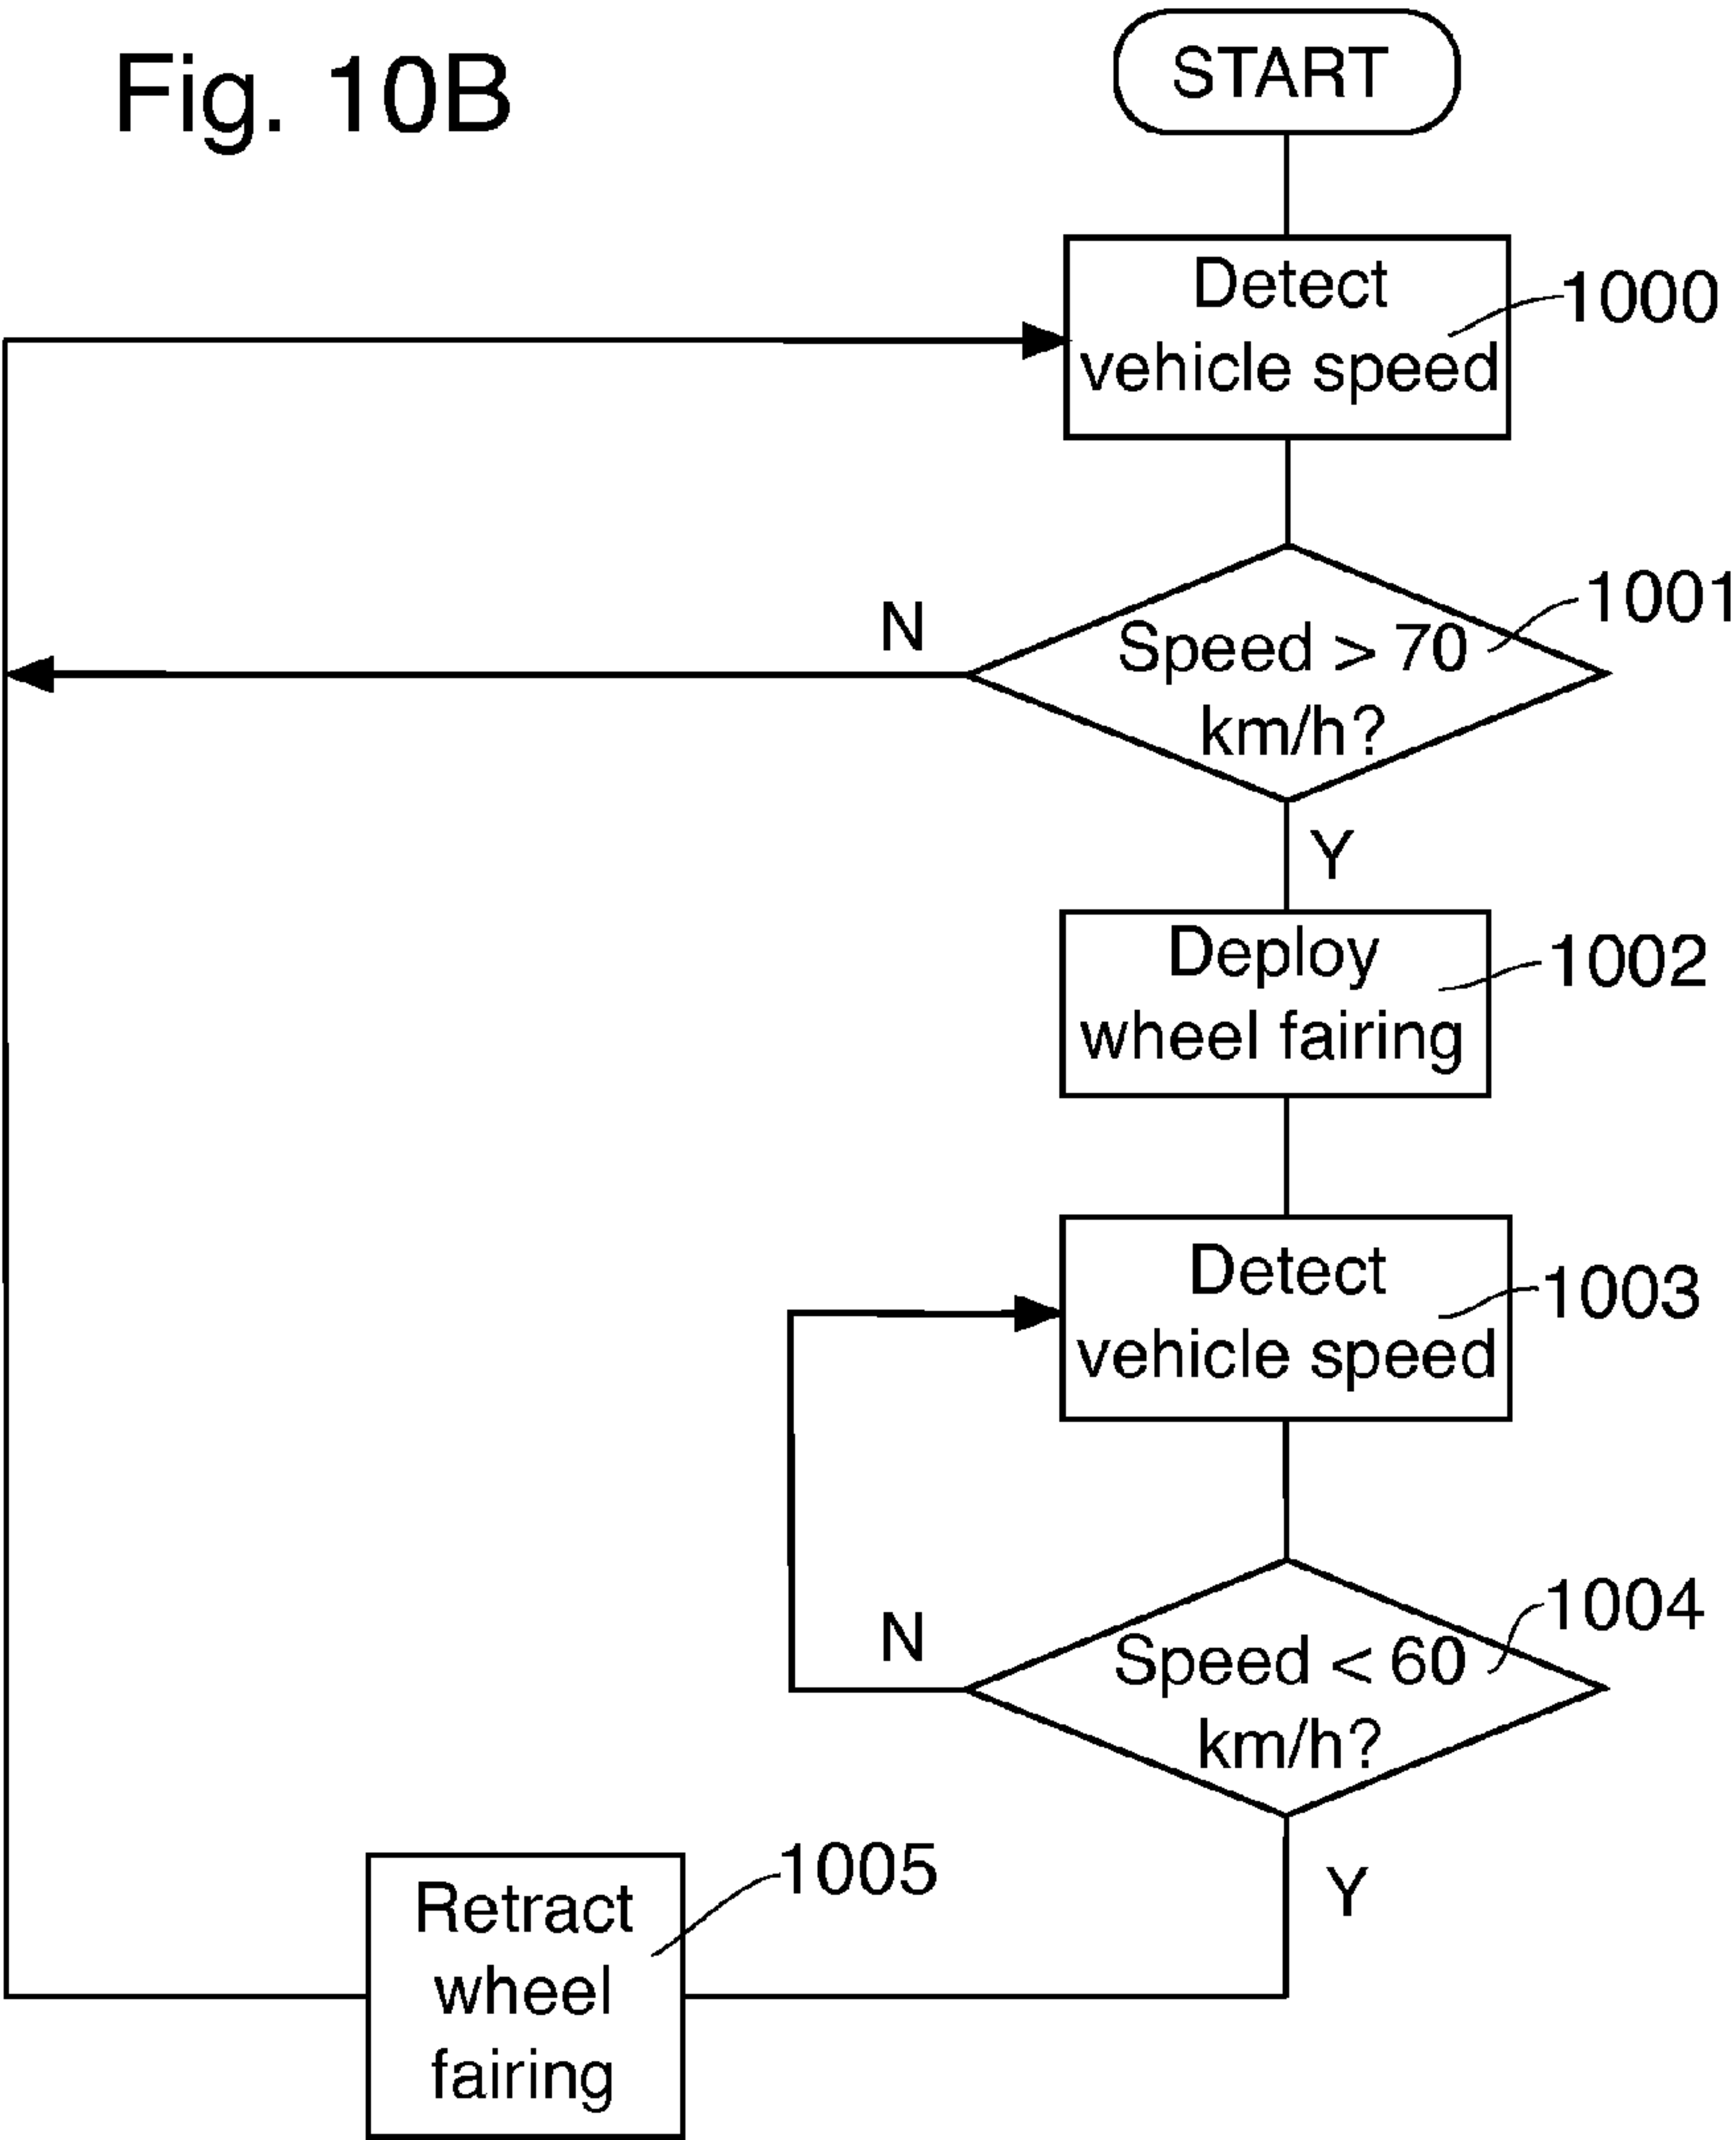 Fig. 10B
START
Detect
vehicle speed
1000
N
Speed > 70
km/h?
1001
Y
Deploy
wheel fairing
1002
Detect
vehicle speed
1003
N
Speed < 60
km/h?
1004
Y
Retract
wheel
fairing
1005